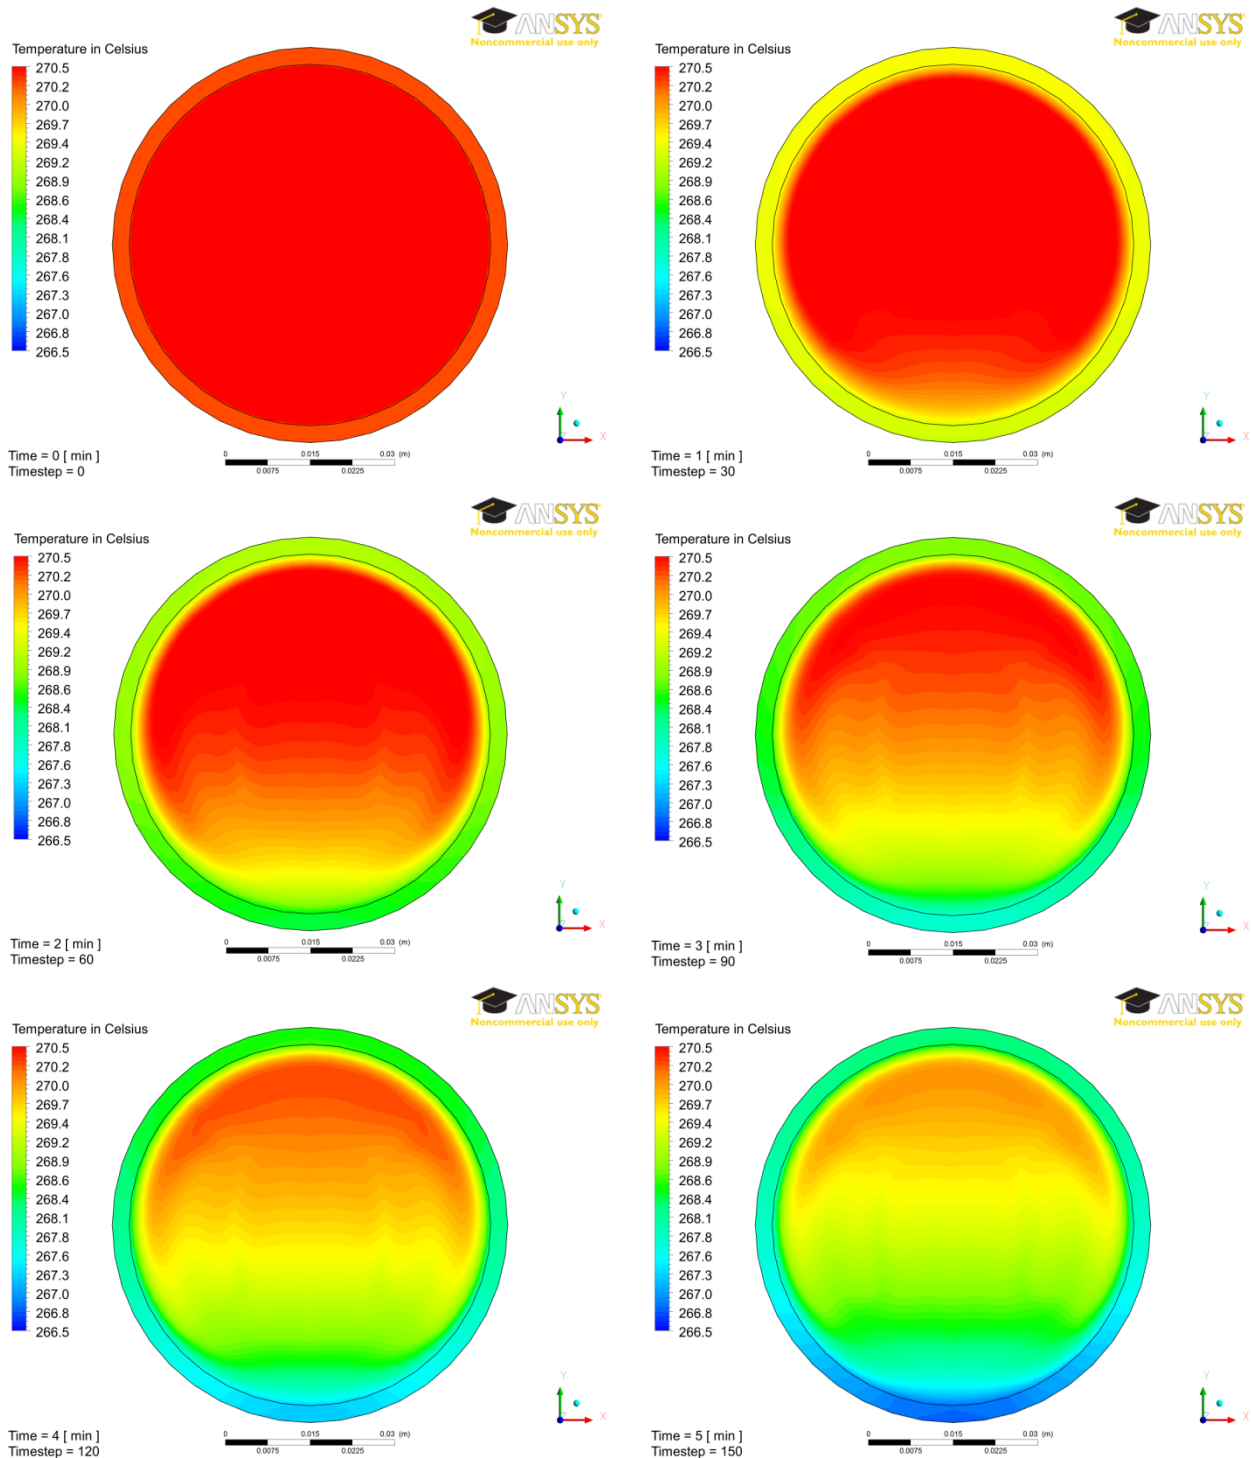 ANSYS
Noncommercial use only
Temperature in Celsius
270.5
270.2
270.0
269.7
269.4
269.2
268.9
268.6
268.4
268.1
267.8
267.6
267.3
267.0
266.8
266.5
Y
X
Time = 0 [ min ]
Timestep = 0
0 0.015 0.03 (m)
0.0075 0.0225
ANSYS
Noncommercial use only
Temperature in Celsius
270.5
270.2
270.0
269.7
269.4
269.2
268.9
268.6
268.4
268.1
267.8
267.6
267.3
267.0
266.8
266.5
Y
X
Time = 1 [ min ]
Timestep = 30
0 0.015 0.03 (m)
0.0075 0.0225
ANSYS
Noncommercial use only
Temperature in Celsius
270.5
270.2
270.0
269.7
269.4
269.2
268.9
268.6
268.4
268.1
267.8
267.6
267.3
267.0
266.8
266.5
Y
X
Time = 2 [ min ]
Timestep = 60
0 0.015 0.03 (m)
0.0075 0.0225
ANSYS
Noncommercial use only
Temperature in Celsius
270.5
270.2
270.0
269.7
269.4
269.2
268.9
268.6
268.4
268.1
267.8
267.6
267.3
267.0
266.8
266.5
Y
X
Time = 3 [ min ]
Timestep = 90
0 0.015 0.03 (m)
0.0075 0.0225
ANSYS
Noncommercial use only
Temperature in Celsius
270.5
270.2
270.0
269.7
269.4
269.2
268.9
268.6
268.4
268.1
267.8
267.6
267.3
267.0
266.8
266.5
Y
X
Time = 4 [ min ]
Timestep = 120
0 0.015 0.03 (m)
0.0075 0.0225
ANSYS
Noncommercial use only
Temperature in Celsius
270.5
270.2
270.0
269.7
269.4
269.2
268.9
268.6
268.4
268.1
267.8
267.6
267.3
267.0
266.8
266.5
Y
X
Time = 5 [ min ]
Timestep = 150
0 0.015 0.03 (m)
0.0075 0.0225